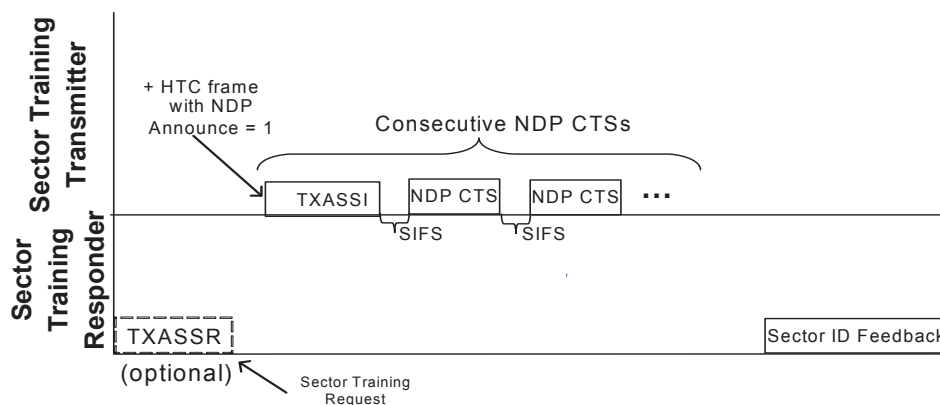 Sector Training
Transmitter
+ HTC frame
with NDP
Announce = 1
Consecutive NDP CTSs
TXASSI
NDP CTS
NDP CTS
...
SIFS
SIFS
Sector
Training
Responder
TXASSR
(optional)
Sector Training
Request
Sector ID Feedback